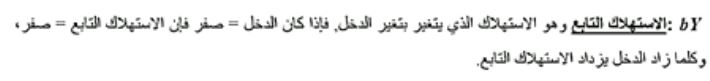 bY :الاستهلاك التابع وهو الاستهلاك الذي يتغير بتغير الدخل, فإذا كان الدخل = صفر فإن الاستهلاك التابع = صفر،
وكلما زاد الدخل يزداد الاستهلاك التابع.